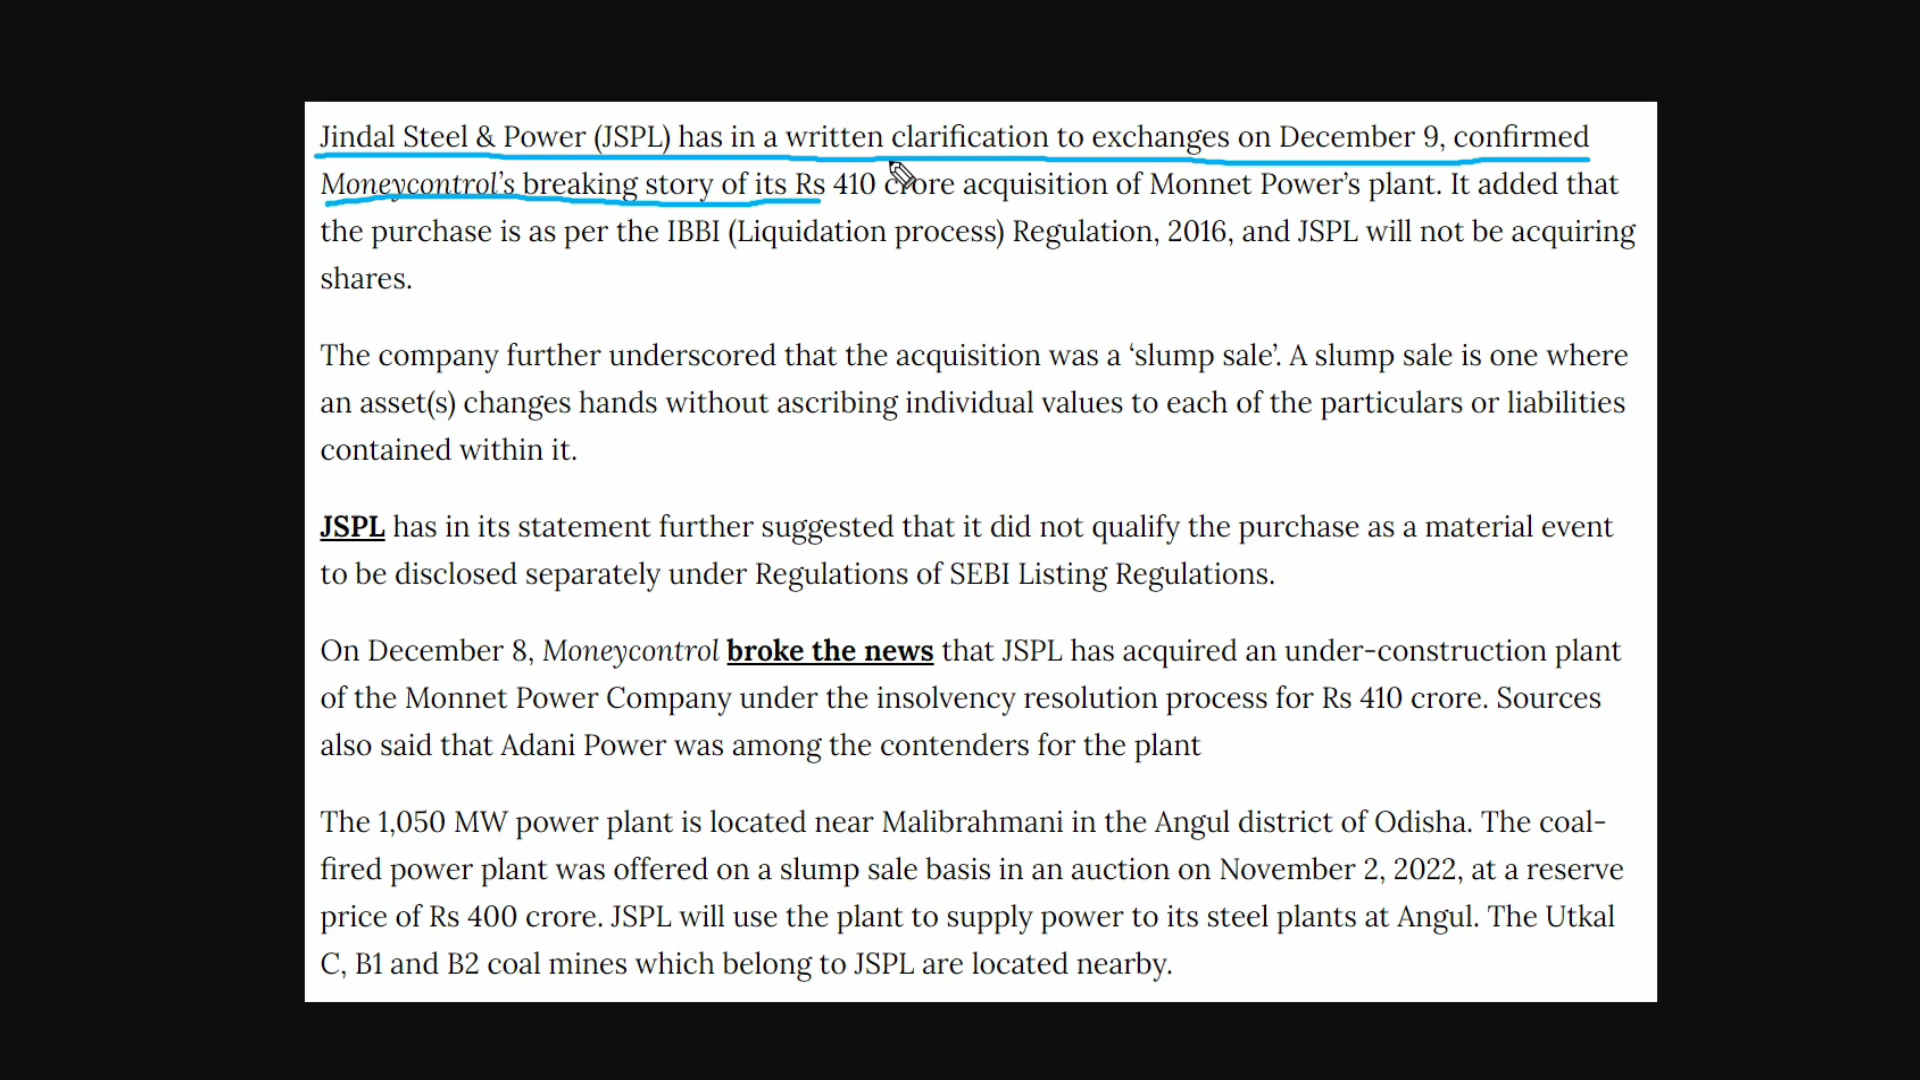 Jindal Steel & Power (JSPL) has in a written clarification to exchanges on December 9, confirmed
Moneycontrol’s breaking story of its Rs 410 crore acquisition of Monnet Power’s plant. It added that
the purchase is as per the IBBI (Liquidation process) Regulation, 2016, and JSPL will not be acquiring
shares.
The company further underscored that the acquisition was a ‘slump sale’. A slump sale is one where
an asset(s) changes hands without ascribing individual values to each of the particulars or liabilities
contained within it.
JSPL has in its statement further suggested that it did not qualify the purchase as a material event
to be disclosed separately under Regulations of SEBI Listing Regulations.
On December 8, Moneycontrol broke the news that JSPL has acquired an under-construction plant
of the Monnet Power Company under the insolvency resolution process for Rs 410 crore. Sources
also said that Adani Power was among the contenders for the plant
The 1,050 MW power plant is located near Malibrahmani in the Angul district of Odisha. The coal-
fired power plant was offered on a slump sale basis in an auction on November 2, 2022, at a reserve
price of Rs 400 crore. JSPL will use the plant to supply power to its steel plants at Angul. The Utkal
C, B1 and B2 coal mines which belong to JSPL are located nearby.